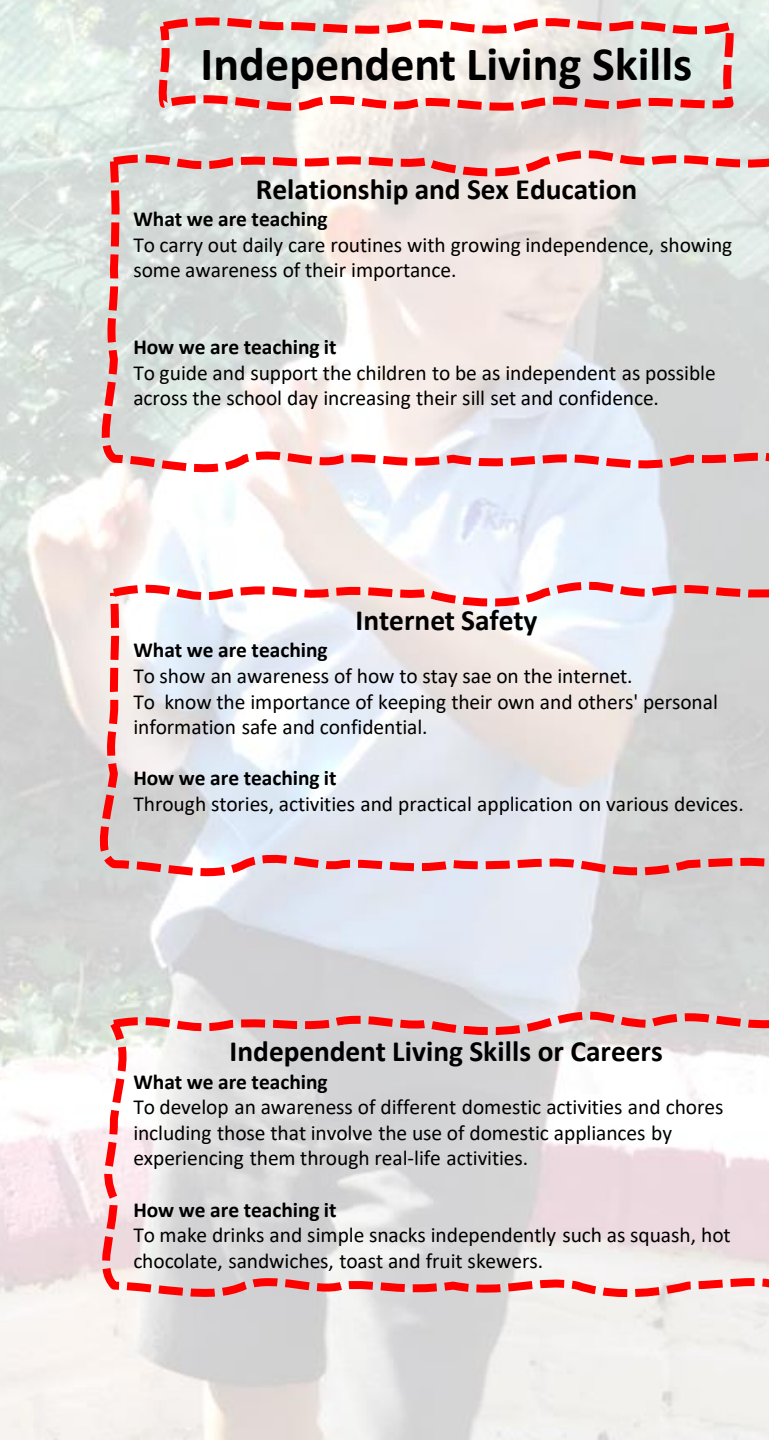 Independent Living Skills
Relationship and Sex Education
What we are teaching
To carry out daily care routines with growing independence, showing
some awareness of their importance.
How we are teaching it
To guide and support the children to be as independent as possible
across the school day increasing their sill set and confidence.
Internet Safety
What we are teaching
To show an awareness of how to stay sae on the internet.
To  know the importance of keeping their own and others' personal
information safe and confidential.
How we are teaching it
Through stories, activities and practical application on various devices.
Independent Living Skills or Careers
What we are teaching
To develop an awareness of different domestic activities and chores
including those that involve the use of domestic appliances by
experiencing them through real-life activities.
How we are teaching it
To make drinks and simple snacks independently such as squash, hot
chocolate, sandwiches, toast and fruit skewers.